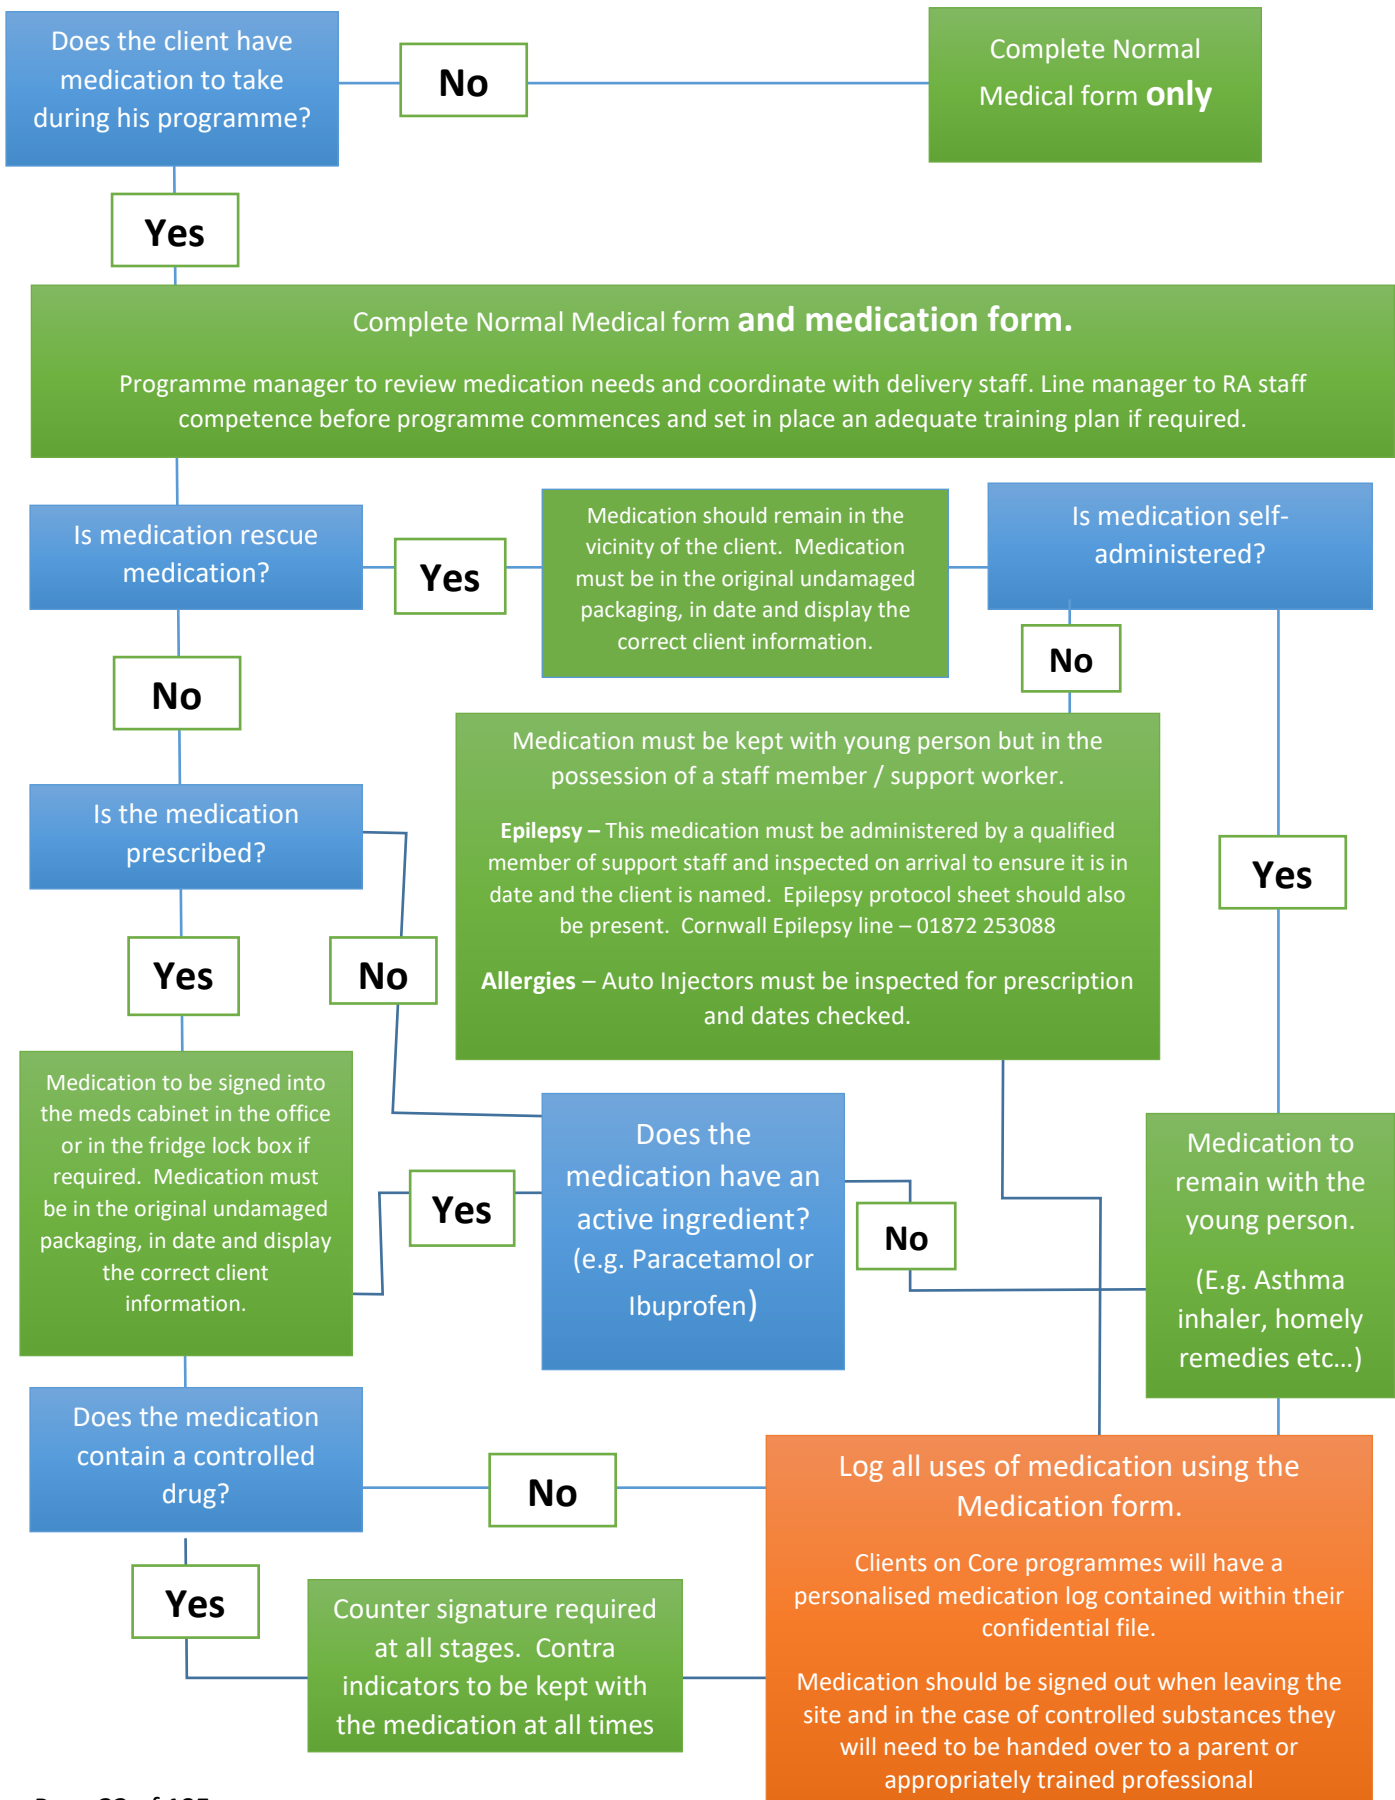 Does the client have
medication to take
during his programme?
No
Complete Normal
Medical form only
Yes
Complete Normal Medical form and medication form.
Programme manager to review medication needs and coordinate with delivery staff. Line manager to RA staff
competence before programme commences and set in place an adequate training plan if required.
Is medication rescue
medication?
Yes
Medication should remain in the
vicinity of the client. Medication
must be in the original undamaged
packaging, in date and display the
correct client information.
Is medication self-
administered?
No
No
Medication must be kept with young person but in the
possession of a staff member / support worker.
Epilepsy – This medication must be administered by a qualified
member of support staff and inspected on arrival to ensure it is in
date and the client is named. Epilepsy protocol sheet should also
be present. Cornwall Epilepsy line – 01872 253088
Allergies – Auto Injectors must be inspected for prescription
and dates checked.
Is the medication
prescribed?
Yes
Yes
No
Medication to be signed into
the meds cabinet in the office
or in the fridge lock box if
required. Medication must
be in the original undamaged
packaging, in date and display
the correct client
information.
Yes
Does the
medication have an
active ingredient?
(e.g. Paracetamol or
Ibuprofen)
No
Medication to
remain with the
young person.
(E.g. Asthma
inhaler, homely
remedies etc…)
Does the medication
contain a controlled
drug?
No
Log all uses of medication using the
Medication form.
Clients on Core programmes will have a
personalised medication log contained within their
confidential file.
Medication should be signed out when leaving the
site and in the case of controlled substances they
will need to be handed over to a parent or
appropriately trained professional
Yes
Counter signature required
at all stages. Contra
indicators to be kept with
the medication at all times